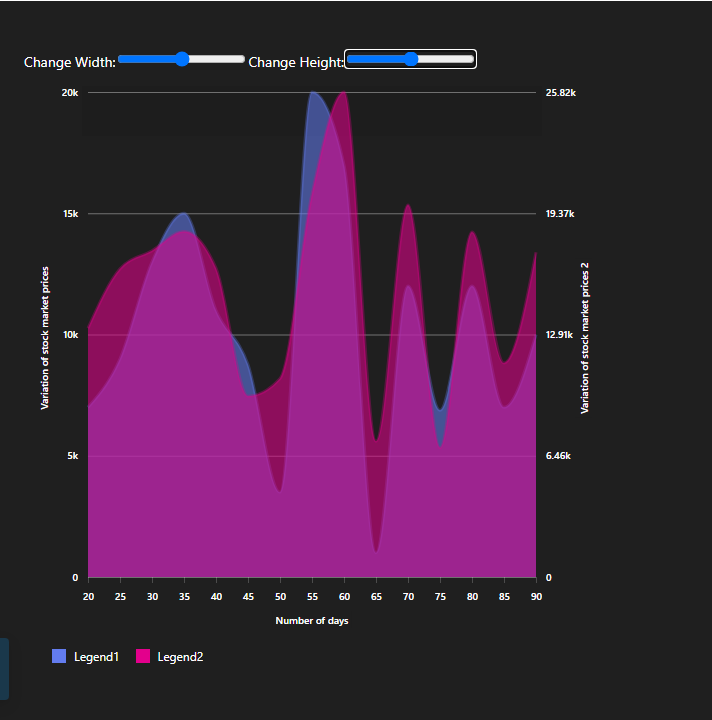 Change Width: Change Height:
20k 25.82k
15k 19.37k
Variation of stock market prices
Variation of stock market prices 2
10k 12.91k
5k 6.46k
0 0
20 25 30 35 40 45 50 55 60 65 70 75 80 85 90
Number of days
Legend1 Legend2